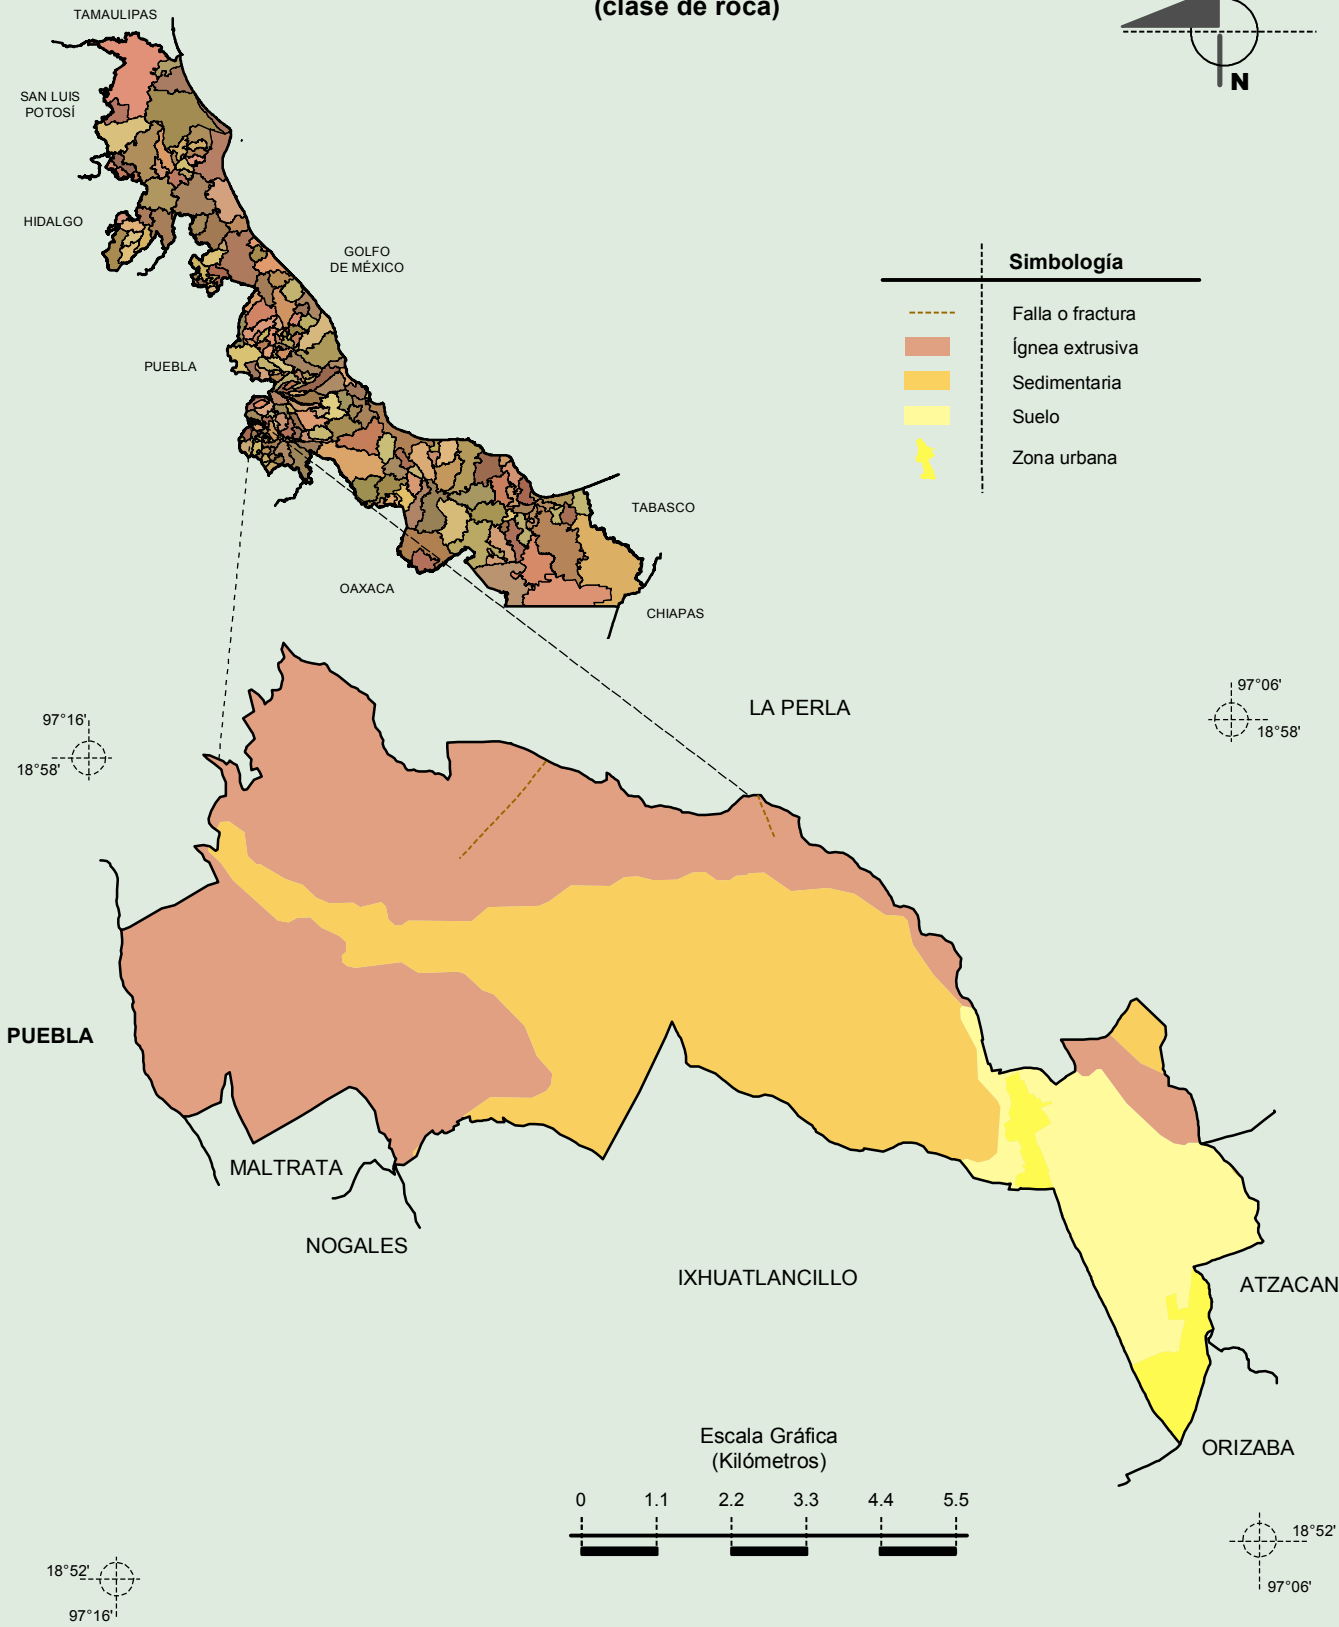 (clase de roca)
TAMAULIPAS
N
SAN LUIS
POTOSÍ
HIDALGO
GOLFO
DE MÉXICO
Simbología
Falla o fractura
Ígnea extrusiva
Sedimentaria
Suelo
Zona urbana
PUEBLA
TABASCO
OAXACA
CHIAPAS
97°06'
18°58'
LA PERLA
97°16'
18°58'
PUEBLA
MALTRATA
NOGALES
IXHUATLANCILLO
ATZACAN
ORIZABA
Escala Gráfica
(Kilómetros)
0 1.1 2.2 3.3 4.4 5.5
18°52'
97°06'
18°52'
97°16'